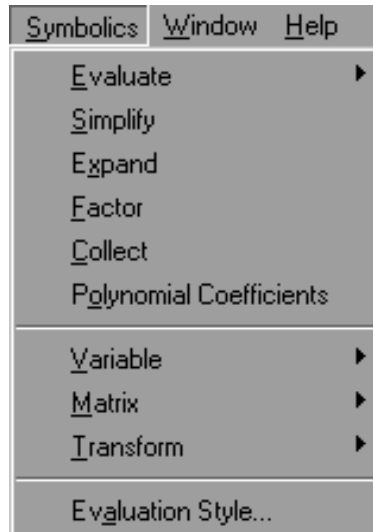 Symbolics Window Help
Evaluate
Simplify
Expand
Factor
Collect
Polynomial Coefficients
Variable
Matrix
Transform
Evaluation Style...